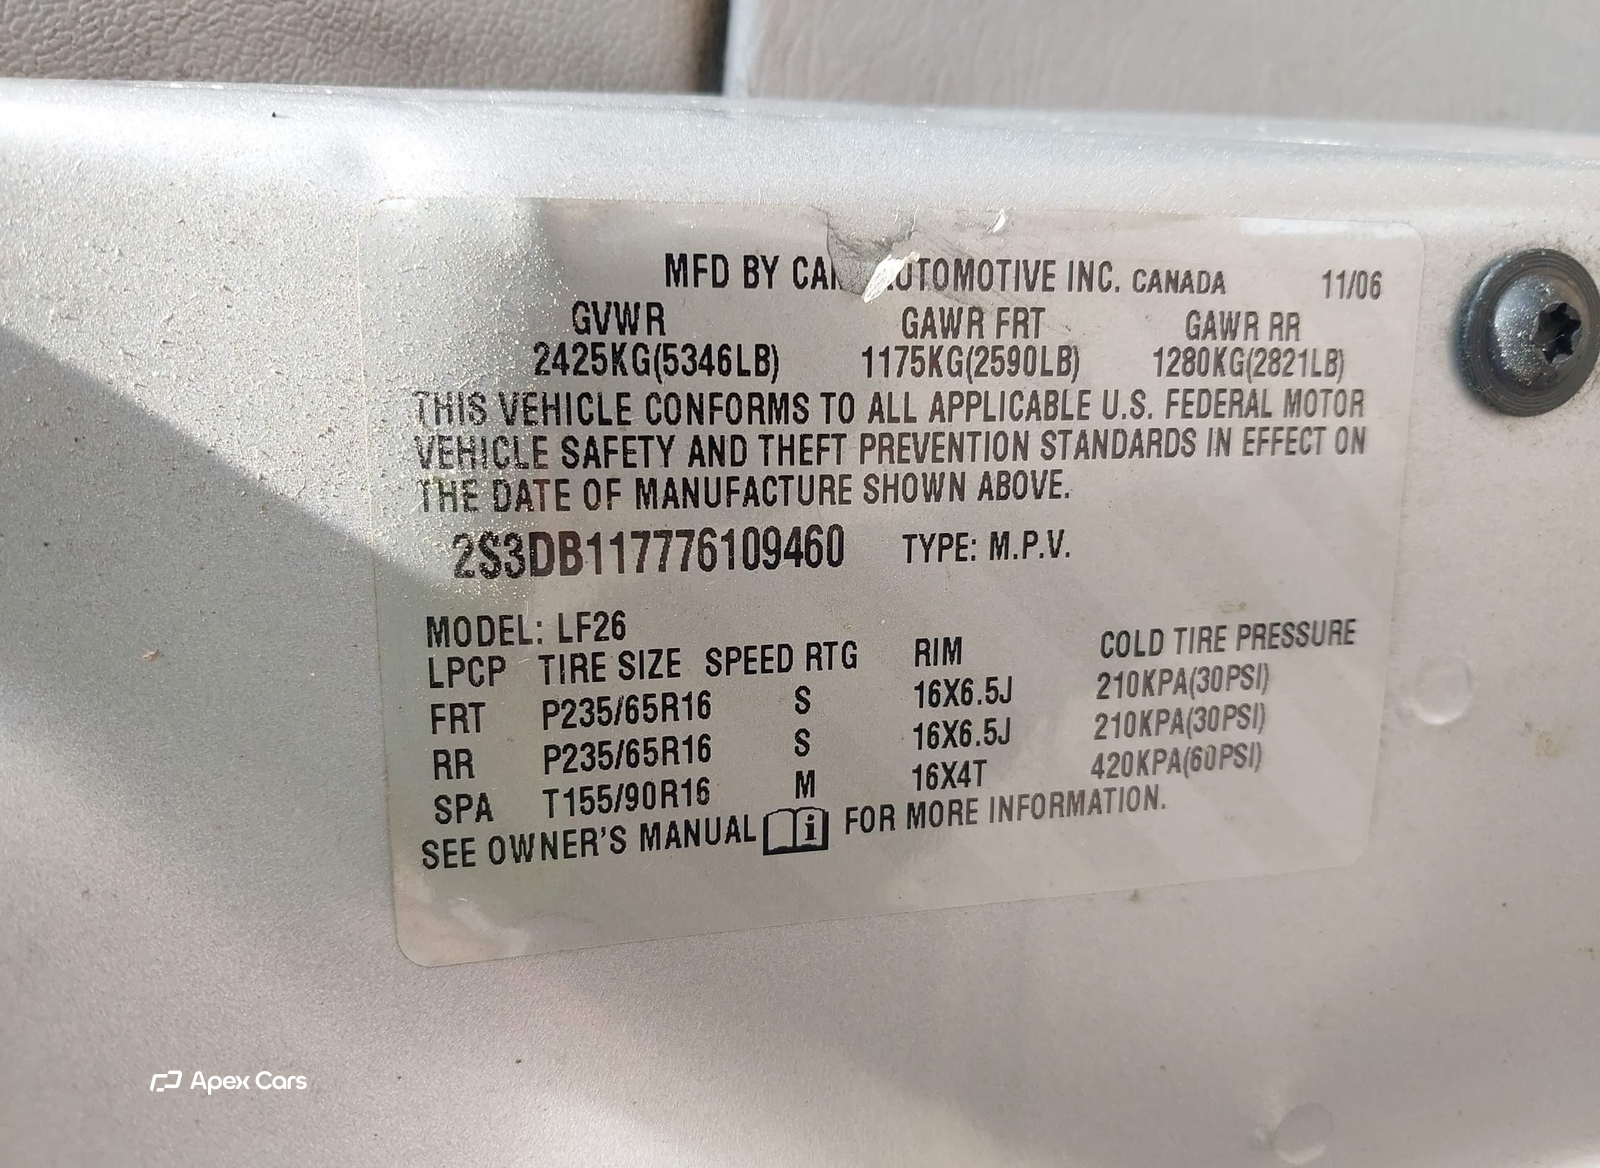 MFD BY CA AUTOMOTIVE INC. CANADA 11/06
GVWR GAWR FRT GAWR RR
2425KG(5346LB) 1175KG(2590LB) 1280KG(2821LB)
THIS VEHICLE CONFORMS TO ALL APPLICABLE U.S. FEDERAL MOTOR
VEHICLE SAFETY AND THEFT PREVENTION STANDARDS IN EFFECT ON
THE DATE OF MANUFACTURE SHOWN ABOVE.
2S3DB117776109460 TYPE: M.P.V.
MODEL: LF26
LPCP TIRE SIZE SPEED RTG RIM COLD TIRE PRESSURE
FRT P235/65R16 S 16X6.5J 210KPA(30PSI)
RR P235/65R16 S 16X6.5J 210KPA(30PSI)
SPA T155/90R16 M 16X4T 420KPA(60PSI)
SEE OWNER'S MANUAL i FOR MORE INFORMATION.
Apex Cars